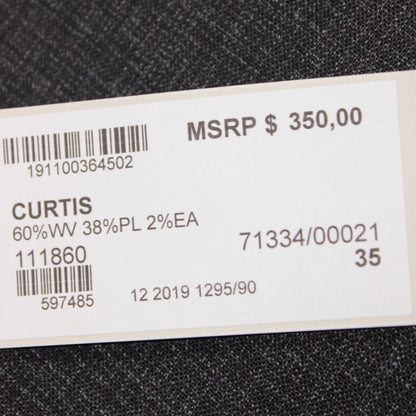 MSRP $ 350,00
191100364502
CURTIS
60%WV 38%PL 2%EA
111860
71334/00021
35
597485
12 2019 1295/90